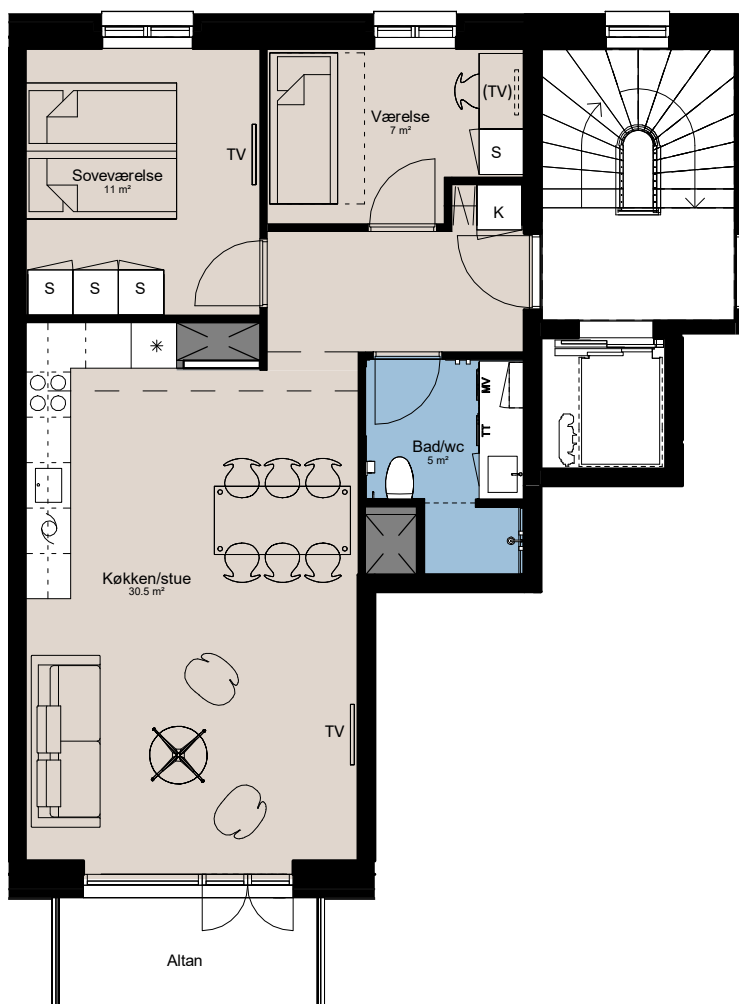 Soveværelse
11 m²
TV
Værelse
7 m²
(TV)
S
K
S
S
S
MV
TT
Bad/wc
5 m²
Køkken/stue
30.5 m²
TV
Altan